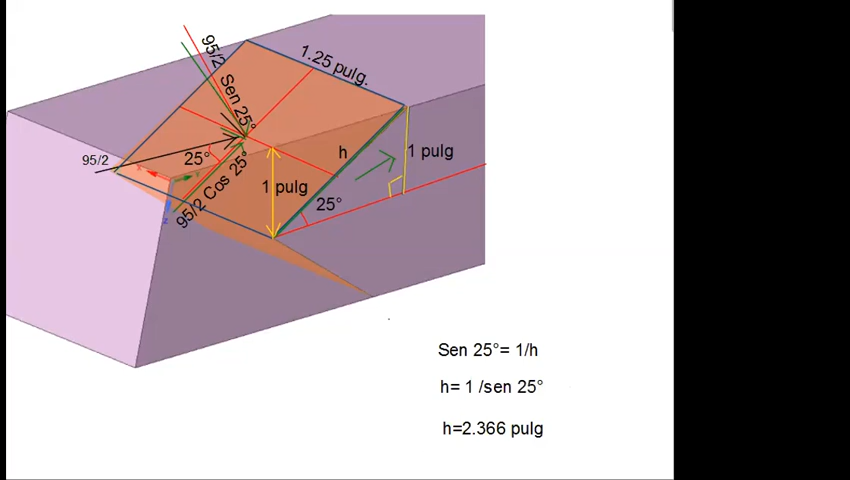 95/2 Sen 25°
1.25 pulg.
95/2
25°
95/2 Cos 25°
1 pulg
h
1 pulg
25°
Sen 25°= 1/h
h= 1 /sen 25°
h=2.366 pulg